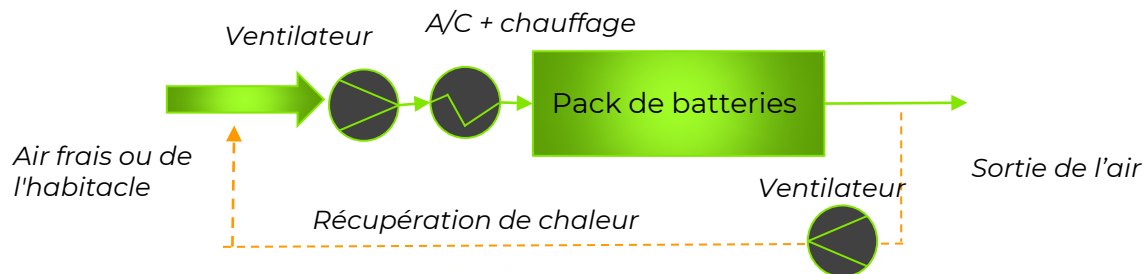 Ventilateur
A/C + chauffage
Pack de batteries
Air frais ou de
l'habitacle
Sortie de l’air
Ventilateur
Récupération de chaleur